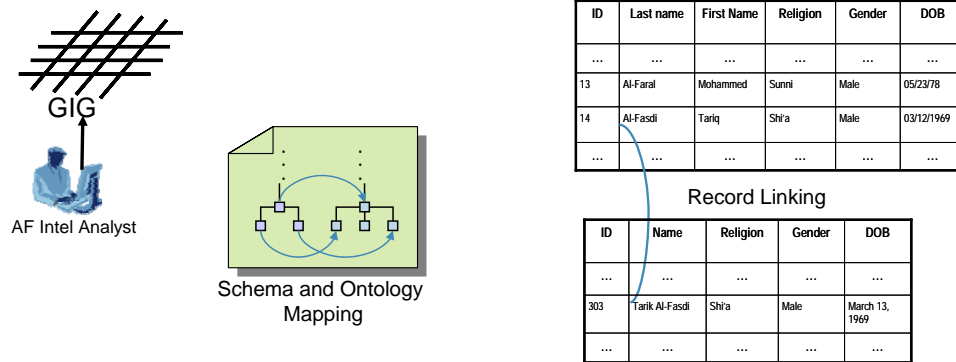 GIG
AF Intel Analyst
Schema and Ontology
Mapping
ID Last name First Name Religion Gender DOB
... ... ... ... ... ...
13 Al-Faral Mohammed Sunni Male 05/23/78
14 Al-Fasdi Tariq Shi'a Male 03/12/1969
... ... ... ... ... ...
Record Linking
ID Name Religion Gender DOB
... ... ... ... ...
303 Tarik Al-Fasdi Shi'a Male March 13,
1969
... ... ... ... ...